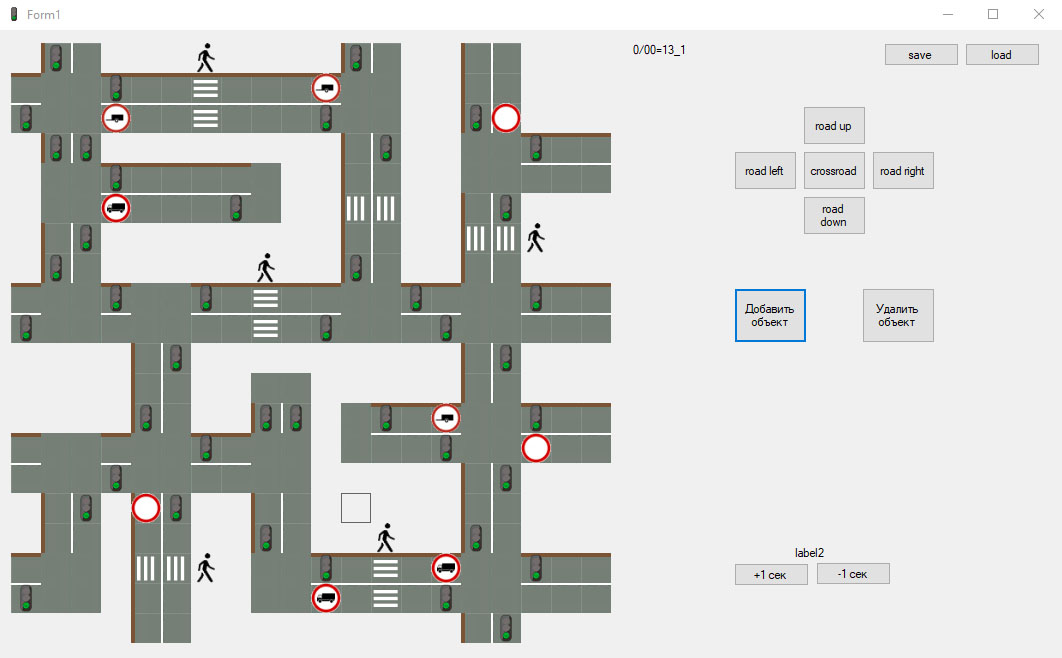 Form1
0/00=13_1
save
load
road up
road left
crossroad
road right
road
down
Добавить
объект
Удалить
объект
label2
+1 сек
-1 сек